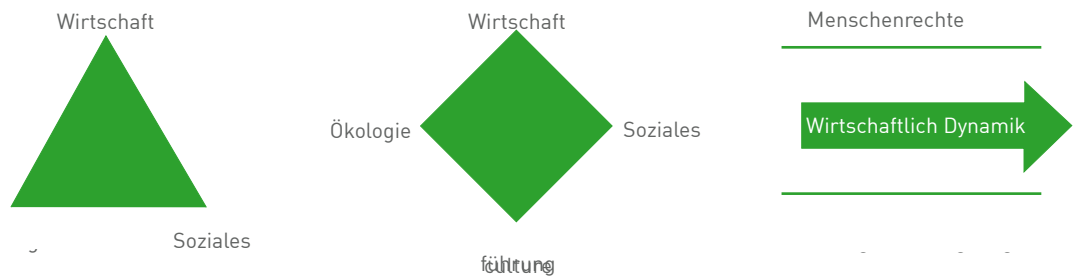 Wirtschaft
Soziales
Wirtschaft
Ökologie
Soziales
Menschenrechte
Wirtschaftlich Dynamik